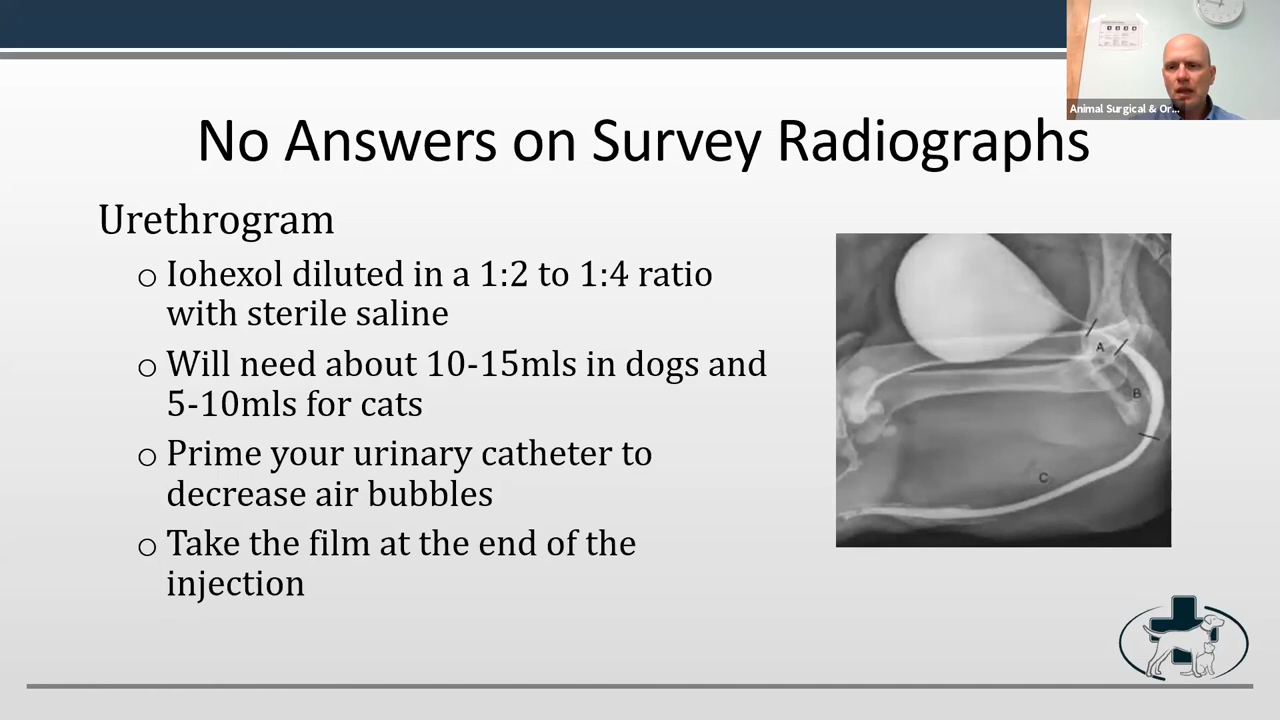 Animal Surgical & Or...
No Answers on Survey Radiographs
Urethrogram
o Iohexol diluted in a 1:2 to 1:4 ratio
with sterile saline
o Will need about 10-15mls in dogs and
5-10mls for cats
o Prime your urinary catheter to
decrease air bubbles
o Take the film at the end of the
injection
A
B
C